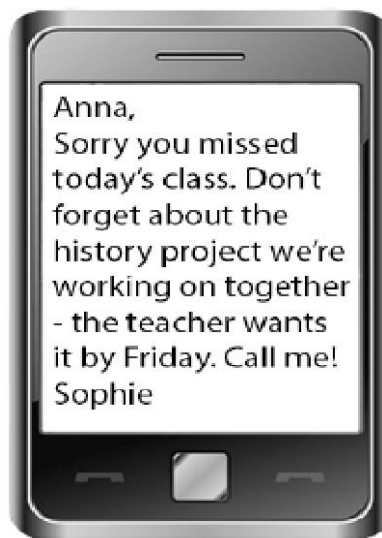 Anna,
Sorry you missed
today's class. Don't
forget about the
history project we're
working on together
- the teacher wants
it by Friday. Call me!
Sophie